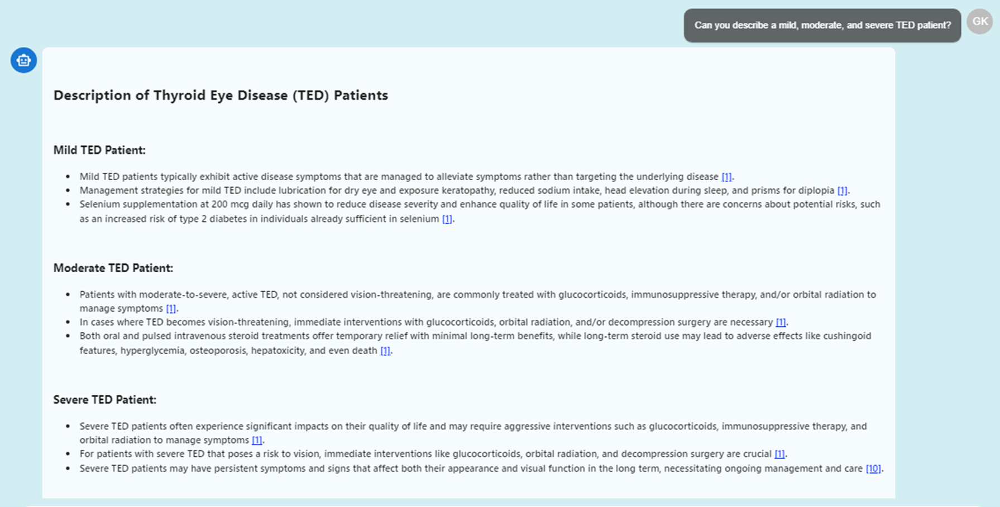 Can you describe a mild, moderate, and severe TED patient?
GK
Description of Thyroid Eye Disease (TED) Patients
Mild TED Patient:
• Mild TED patients typically exhibit active disease symptoms that are managed to alleviate symptoms rather than targeting the underlying disease [1].
• Management strategies for mild TED include lubrication for dry eye and exposure keratopathy, reduced sodium intake, head elevation during sleep, and prisms for diplopia [1].
• Selenium supplementation at 200 mcg daily has shown to reduce disease severity and enhance quality of life in some patients, although there are concerns about potential risks, such
as an increased risk of type 2 diabetes in individuals already sufficient in selenium [1].
Moderate TED Patient:
• Patients with moderate-to-severe, active TED, not considered vision-threatening, are commonly treated with glucocorticoids, immunosuppressive therapy, and/or orbital radiation to
manage symptoms [1].
• In cases where TED becomes vision-threatening, immediate interventions with glucocorticoids, orbital radiation, and/or decompression surgery are necessary [1].
• Both oral and pulsed intravenous steroid treatments offer temporary relief with minimal long-term benefits, while long-term steroid use may lead to adverse effects like cushingoid
features, hyperglycemia, osteoporosis, hepatoxicity, and even death [1].
Severe TED Patient:
• Severe TED patients often experience significant impacts on their quality of life and may require aggressive interventions such as glucocorticoids, immunosuppressive therapy, and
orbital radiation to manage symptoms [1].
• For patients with severe TED that poses a risk to vision, immediate interventions like glucocorticoids, orbital radiation, and decompression surgery are crucial [1].
• Severe TED patients may have persistent symptoms and signs that affect both their appearance and visual function in the long term, necessitating ongoing management and care [10].